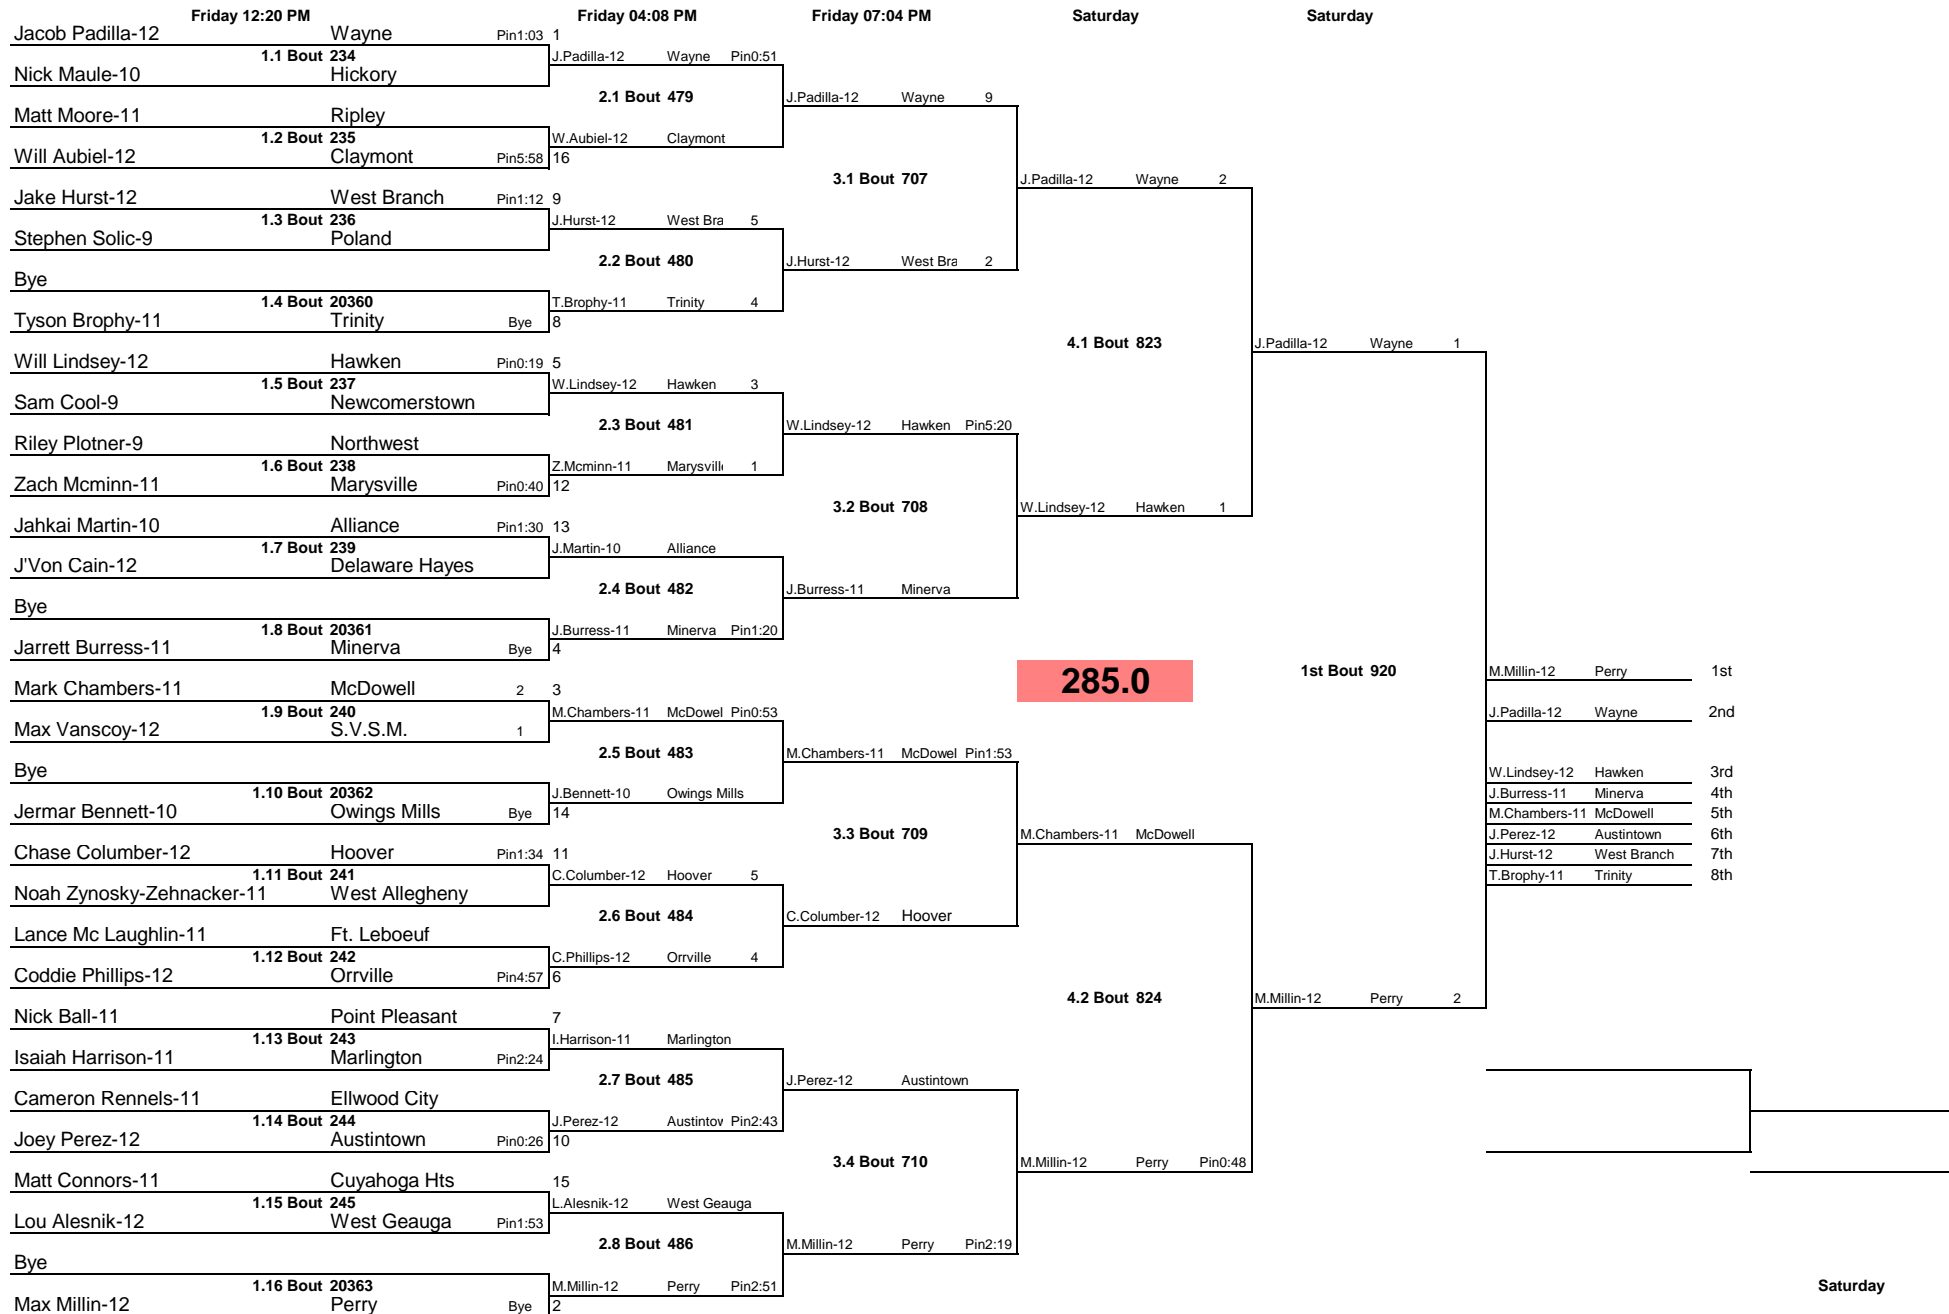 Friday 12:20 PM Friday 04:08 PM Friday 07:04 PM Saturday Saturday
Jacob Padilla-12 Wayne Pin1:03 1
1.1 Bout 234 J.Padilla-12 Wayne Pin0:51
Nick Maule-10 Hickory
2.1 Bout 479 J.Padilla-12 Wayne 9
Matt Moore-11 Ripley
1.2 Bout 235 W.Aubiel-12 Claymont
Will Aubiel-12 Claymont Pin5:58 16
3.1 Bout 707 J.Padilla-12 Wayne 2
Jake Hurst-12 West Branch Pin1:12 9
1.3 Bout 236 J.Hurst-12 West Bra 5
Stephen Solic-9 Poland
2.2 Bout 480 J.Hurst-12 West Bra 2
Bye
1.4 Bout 20360 T.Brophy-11 Trinity 4
Tyson Brophy-11 Trinity Bye 8
4.1 Bout 823 J.Padilla-12 Wayne 1
Will Lindsey-12 Hawken Pin0:19 5
1.5 Bout 237 W.Lindsey-12 Hawken 3
Sam Cool-9 Newcomerstown
2.3 Bout 481 W.Lindsey-12 Hawken Pin5:20
Riley Plotner-9 Northwest
1.6 Bout 238 Z.Mcminn-11 Marysvill 1
Zach Mcminn-11 Marysville Pin0:40 12
3.2 Bout 708 W.Lindsey-12 Hawken 1
Jahkai Martin-10 Alliance Pin1:30 13
1.7 Bout 239 J.Martin-10 Alliance
J'Von Cain-12 Delaware Hayes
2.4 Bout 482 J.Burress-11 Minerva
Bye
1.8 Bout 20361 J.Burress-11 Minerva Pin1:20
Jarrett Burress-11 Minerva Bye 4
285.0 1st Bout 920 M.Millin-12 Perry 1st
Mark Chambers-11 McDowell 2 3
1.9 Bout 240 M.Chambers-11 McDowel Pin0:53 J.Padilla-12 Wayne 2nd
Max Vanscoy-12 S.V.S.M. 1
2.5 Bout 483 M.Chambers-11 McDowel Pin1:53
Bye W.Lindsey-12 Hawken 3rd
1.10 Bout 20362 J.Bennett-10 Owings Mills J.Burress-11 Minerva 4th
Jermar Bennett-10 Owings Mills Bye 14 M.Chambers-11 McDowell 5th
3.3 Bout 709 M.Chambers-11 McDowell J.Perez-12 Austintown 6th
Chase Columber-12 Hoover Pin1:34 11 J.Hurst-12 West Branch 7th
1.11 Bout 241 C.Columber-12 Hoover 5 T.Brophy-11 Trinity 8th
Noah Zynosky-Zehnacker-11 West Allegheny
2.6 Bout 484 C.Columber-12 Hoover
Lance Mc Laughlin-11 Ft. Leboeuf
1.12 Bout 242 C.Phillips-12 Orrville 4
Coddie Phillips-12 Orrville Pin4:57 6
4.2 Bout 824 M.Millin-12 Perry 2
Nick Ball-11 Point Pleasant 7
1.13 Bout 243 I.Harrison-11 Marlington
Isaiah Harrison-11 Marlington Pin2:24
2.7 Bout 485 J.Perez-12 Austintown
Cameron Rennels-11 Ellwood City
1.14 Bout 244 J.Perez-12 Austintow Pin2:43
Joey Perez-12 Austintown Pin0:26 10
3.4 Bout 710 M.Millin-12 Perry Pin0:48
Matt Connors-11 Cuyahoga Hts 15
1.15 Bout 245 L.Alesnik-12 West Geauga
Lou Alesnik-12 West Geauga Pin1:53
2.8 Bout 486 M.Millin-12 Perry Pin2:19
Bye
1.16 Bout 20363 M.Millin-12 Perry Pin2:51 Saturday
Max Millin-12 Perry Bye 2